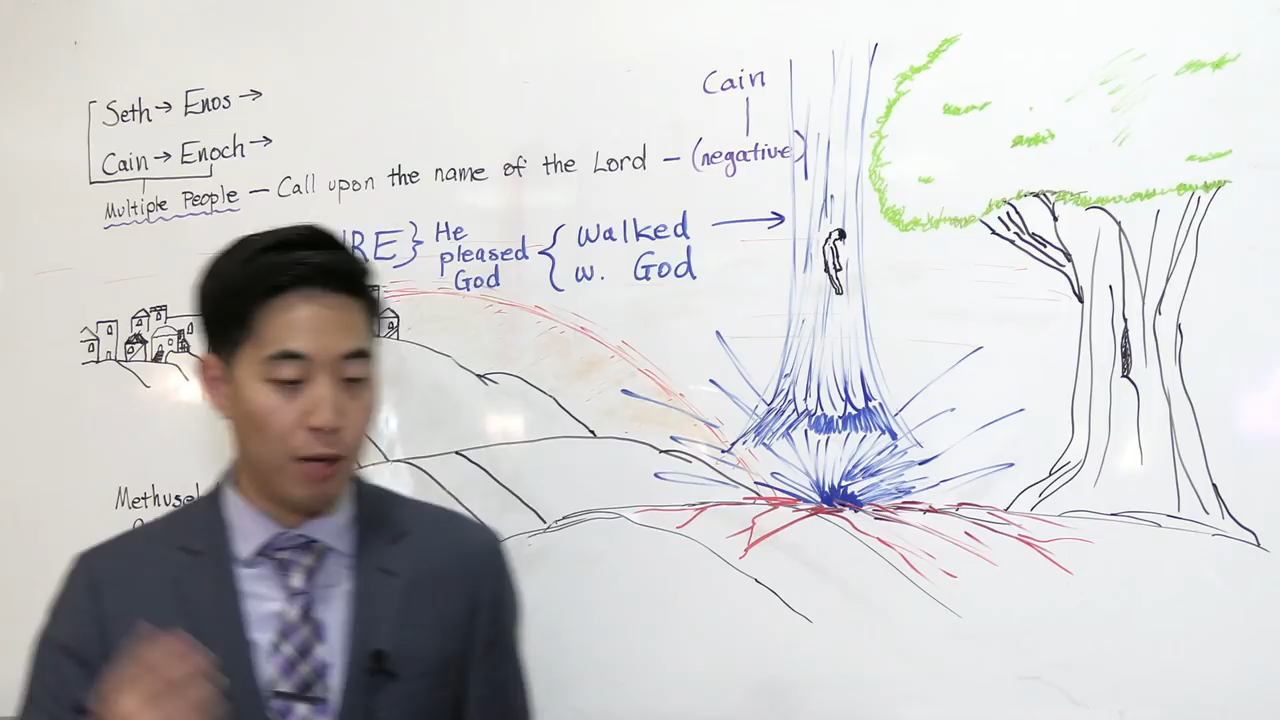 Seth → Enos →
Cain → Enoch →
Multiple People – Call upon the name of the Lord – (negative)
Cain
He
pleased
God
Walked
w. God